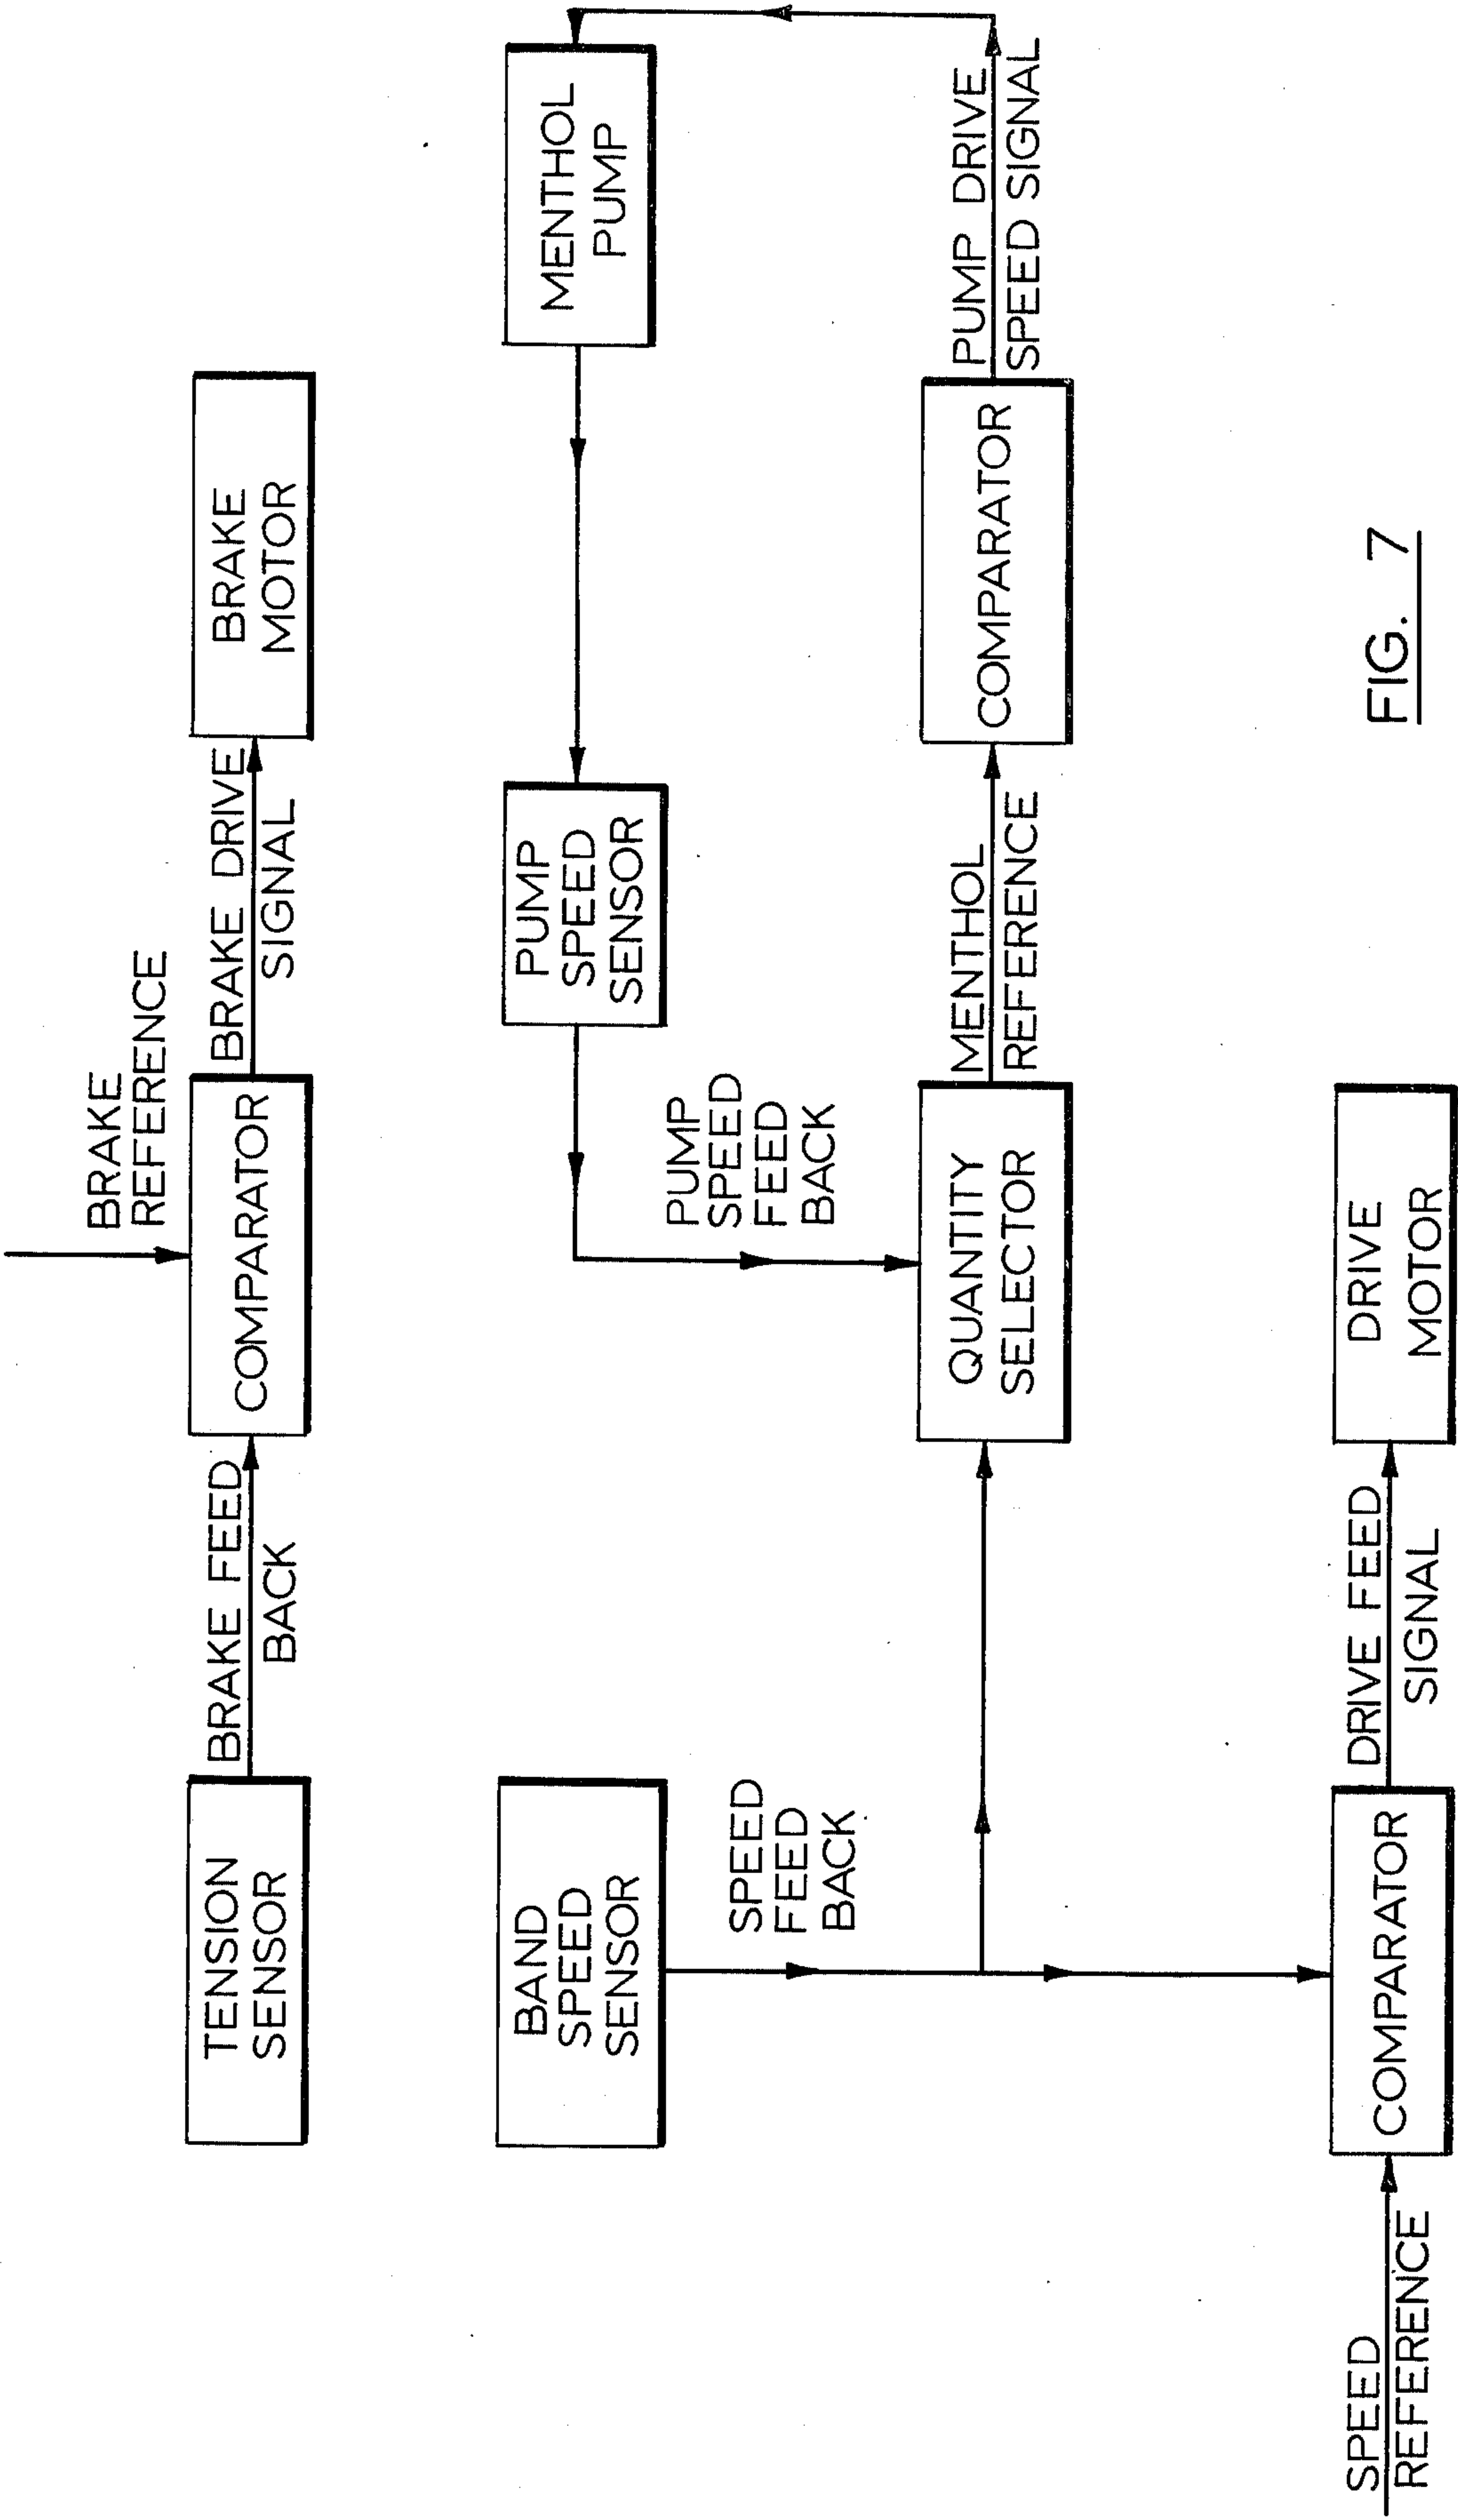 BRAKE
REFERENCE
TENSION
SENSOR
BRAKE FEED
BACK
COMPARATOR
BRAKE DRIVE
SIGNAL
BRAKE
MOTOR
BAND
SPEED
SENSOR
SPEED
FEED
BACK
PUMP
SPEED
SENSOR
MENTHOL
PUMP
PUMP
SPEED
FEED
BACK
QUANTITY
SELECTOR
MENTHOL
REFERENCE
COMPARATOR
PUMP DRIVE
SPEED SIGNAL
SPEED
REFERENCE
COMPARATOR
DRIVE FEED
SIGNAL
DRIVE
MOTOR
FIG. 7